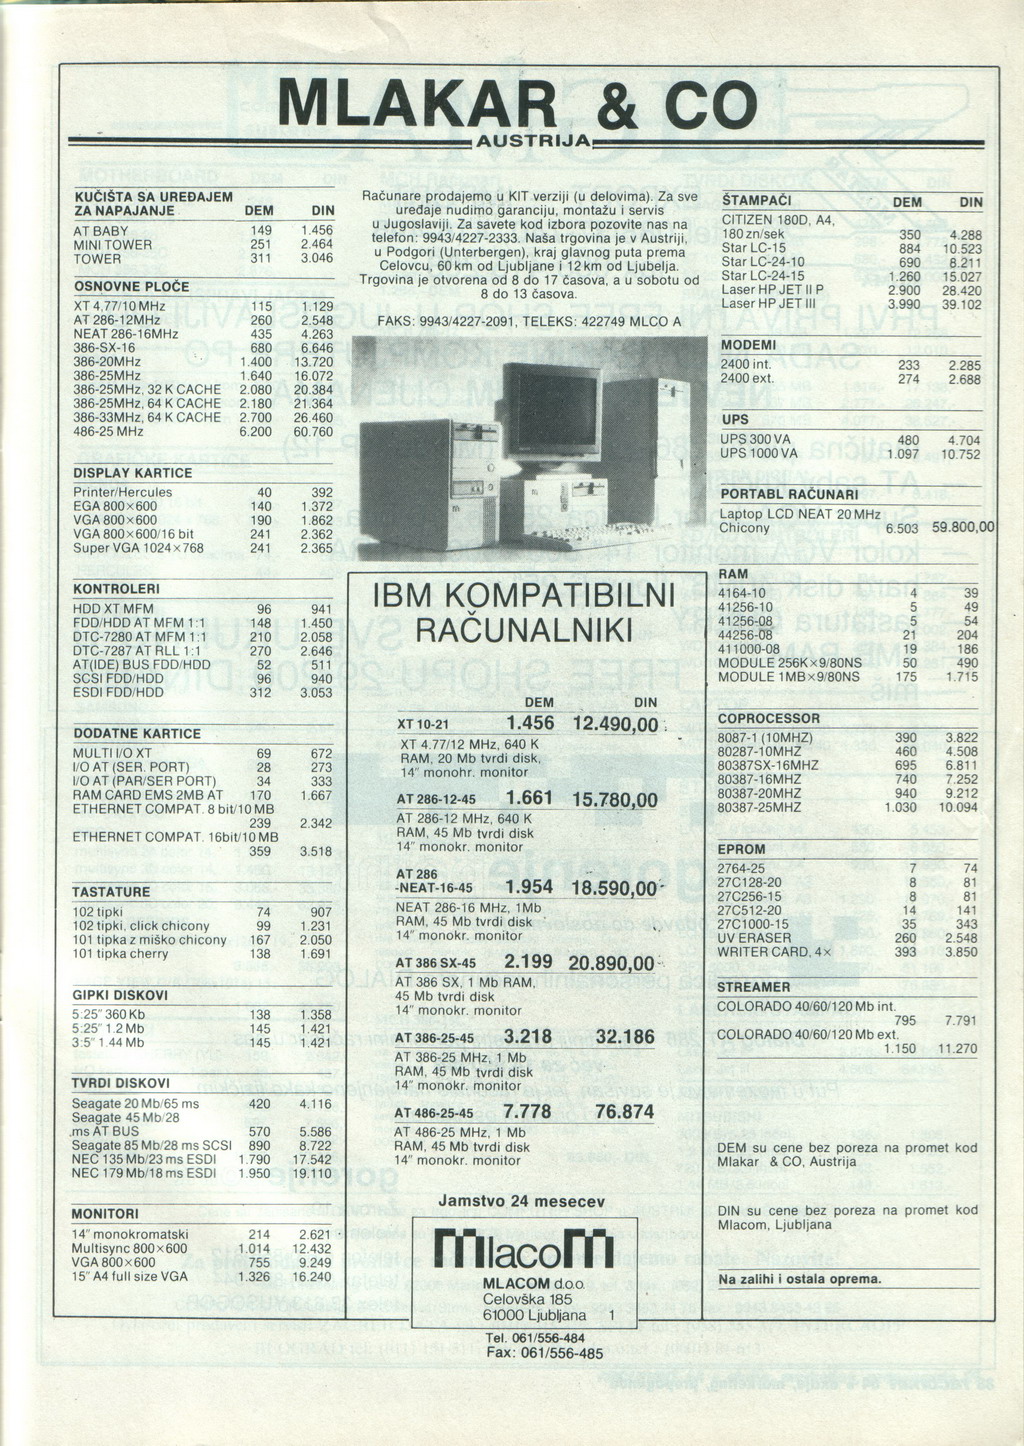 MLAKAR & CO
AUSTRIJA
KUČIŠTA SA UREĐAJEM
ZA NAPAJANJE DEM DIN
AT BABY 149 1.456
MINI TOWER 251 2.464
TOWER 311 3.046
OSNOVNE PLOČE
XT 4,77/10 MHz 115 1.129
AT 286-12MHz 260 2.548
NEAT 286-16MHz 435 4.263
386-SX-16 680 6.646
386-20MHz 1.400 13.720
386-25MHz 1.640 16.072
386-25MHz, 32 K CACHE 2.080 20.384
386-25MHz, 64 K CACHE 2.180 21.364
386-33MHz, 64 K CACHE 2.700 26.460
486-25 MHz 6.200 60.760
DISPLAY KARTICE
Printer/Hercules 40 392
EGA 800×600 140 1.372
VGA 800×600 190 1.862
VGA 800×600/16 bit 241 2.362
Super VGA 1024×768 241 2.365
KONTROLERI
HDD XT MFM 96 941
FDD/HDD AT MFM 1:1 148 1.450
DTC-7280 AT MFM 1:1 210 2.058
DTC-7287 AT RLL 1:1 270 2.646
AT(IDE) BUS FDD/HDD 52 511
SCSI FDD/HDD 96 940
ESDI FDD/HDD 312 3.053
DODATNE KARTICE
MULTI I/O XT 69 672
I/O AT (SER. PORT) 28 273
I/O AT (PAR/SER PORT) 34 333
RAM CARD EMS 2MB AT 170 1.667
ETHERNET COMPAT. 8 bit/10 MB
239 2.342
ETHERNET COMPAT. 16bit/10 MB
359 3.518
TASTATURE
102 tipki 74 907
102 tipki, click chicony 99 1.231
101 tipka z miško chicony 167 2.050
101 tipka cherry 138 1.691
GIPKI DISKOVI
5:25" 360 Kb 138 1.358
5:25" 1.2 Mb 145 1.421
3:5" 1.44 Mb 145 1.421
TVRDI DISKOVI
Seagate 20 Mb/65 ms 420 4.116
Seagate 45 Mb/28
.ms AT BUS 570 5.586
Seagate 85 Mb/28 ms SCSI 890 8.722
NEC 135 Mb/23 ms ESDI 1.790 17.542
NEC 179 Mb/18 ms ESDI 1.950 19.110
MONITORI
14" monokromatski 214 2.621
Multisync 800×600 1.014 12.432
VGA 800×600 755 9.249
15" A4 full size VGA 1.326 16.240
Računare prodajemo u KIT verziji (u delovima). Za sve
uređaje nudimo garanciju, montažu i servis
u Jugoslaviji. Za savete kod izbora pozovite nas na
telefon: 9943/4227-2333. Naša trgovina je v Austriji,
u Podgori (Unterbergen), kraj glavnog puta prema
Celovcu, 60 km od Ljubljane i 12 km od Ljubelja.
Trgovina je otvorena od 8 do 17 časova, a u sobotu od
8 do 13 časova.
FAKS: 9943/4227-2091, TELEKS: 422749 MLCO A
IBM KOMPATIBILNI
RAČUNALNIKI
DEM DIN
XT 10-21 1.456 12.490,00
XT 4.77/12 MHz, 640 K
RAM, 20 Mb tvrdi disk,
14" monohr. monitor
AT 286-12-45 1.661 15.780,00
AT 286-12 MHz, 640 K
RAM, 45 Mb tvrdi disk
14" monokr. monitor
AT 286
-NEAT-16-45 1.954 18.590,00
NEAT 286-16 MHz, 1Mb
RAM, 45 Mb tvrdi disk
14" monokr. monitor
AT 386 SX-45 2.199 20.890,00
AT 386 SX, 1 Mb RAM,
45 Mb tvrdi disk
14" monokr. monitor
AT 386-25-45 3.218 32.186
AT 386-25 MHz, 1 Mb
RAM, 45 Mb tvrdi disk
14" monokr. monitor
AT 486-25-45 7.778 76.874
AT 486-25 MHz, 1 Mb
RAM, 45 Mb tvrdi disk
14" monokr. monitor
Jamstvo 24 mesecev
MlacoM
MLACOM d.o.o.
Celovška 185
61000 Ljubljana 1
Tel. 061/556-484
Fax: 061/556-485
ŠTAMPAČI DEM DIN
CITIZEN 180D, A4,
180 zn/sek 350 4.288
Star LC-15 884 10.523
Star LC-24-10 690 8.211
Star LC-24-15 1.260 15.027
Laser HP JET II P 2.900 28.420
Laser HP JET III 3.990 39.102
MODEMI
2400 int. 233 2.285
2400 ext. 274 2.688
UPS
UPS 300 VA 480 4.704
UPS 1000 VA 1.097 10.752
PORTABL RAČUNARI
Laptop LCD NEAT 20 MHz
Chicony 6.503 59.800,00
RAM
4164-10 4 39
41256-10 5 49
41256-08 5 54
44256-08 21 204
411000-08 19 186
MODULE 256K×9/80NS 50 490
MODULE 1MB×9/80NS 175 1.715
COPROCESSOR
8087-1 (10MHZ) 390 3.822
80287-10MHZ 460 4.508
80387SX-16MHZ 695 6.811
80387-16MHZ 740 7.252
80387-20MHZ 940 9.212
80387-25MHZ 1.030 10.094
EPROM
2764-25 7 74
27C128-20 8 81
27C256-15 8 81
27C512-20 14 141
27C1000-15 35 343
UV ERASER 260 2.548
WRITER CARD, 4× 393 3.850
STREAMER
COLORADO 40/60/120 Mb int.
795 7.791
COLORADO 40/60/120 Mb ext.
1.150 11.270
DEM su cene bez poreza na promet kod
Mlakar & CO, Austrija
DIN su cene bez poreza na promet kod
Mlacom, Ljubljana
Na zalihi i ostala oprema.